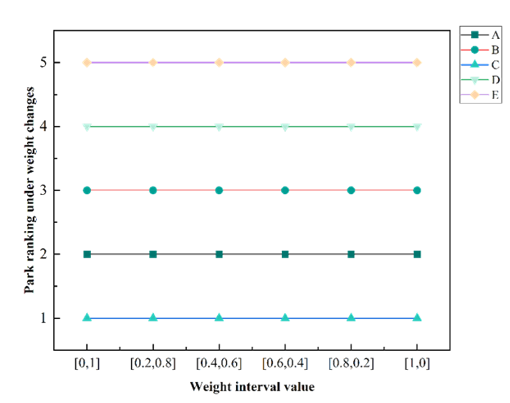 A
B
C
D
E
Park ranking under weight changes
5
4
3
2
1
[0,1] [0.2,0.8] [0.4,0.6] [0.6,0.4] [0.8,0.2] [1,0]
Weight interval value